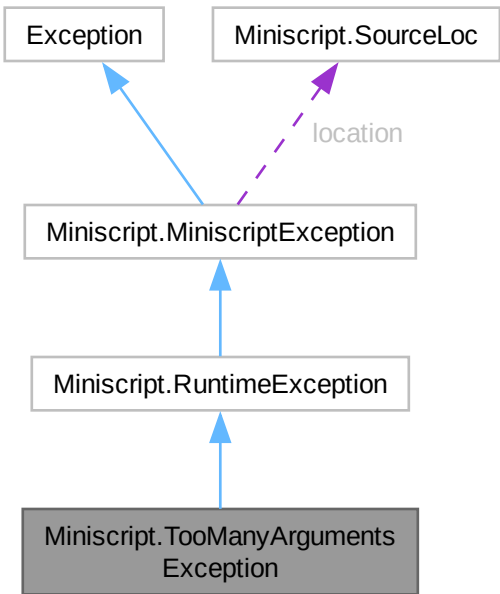 Exception
Miniscript.SourceLoc
location
Miniscript.MiniscriptException
Miniscript.RuntimeException
Miniscript.TooManyArguments
Exception